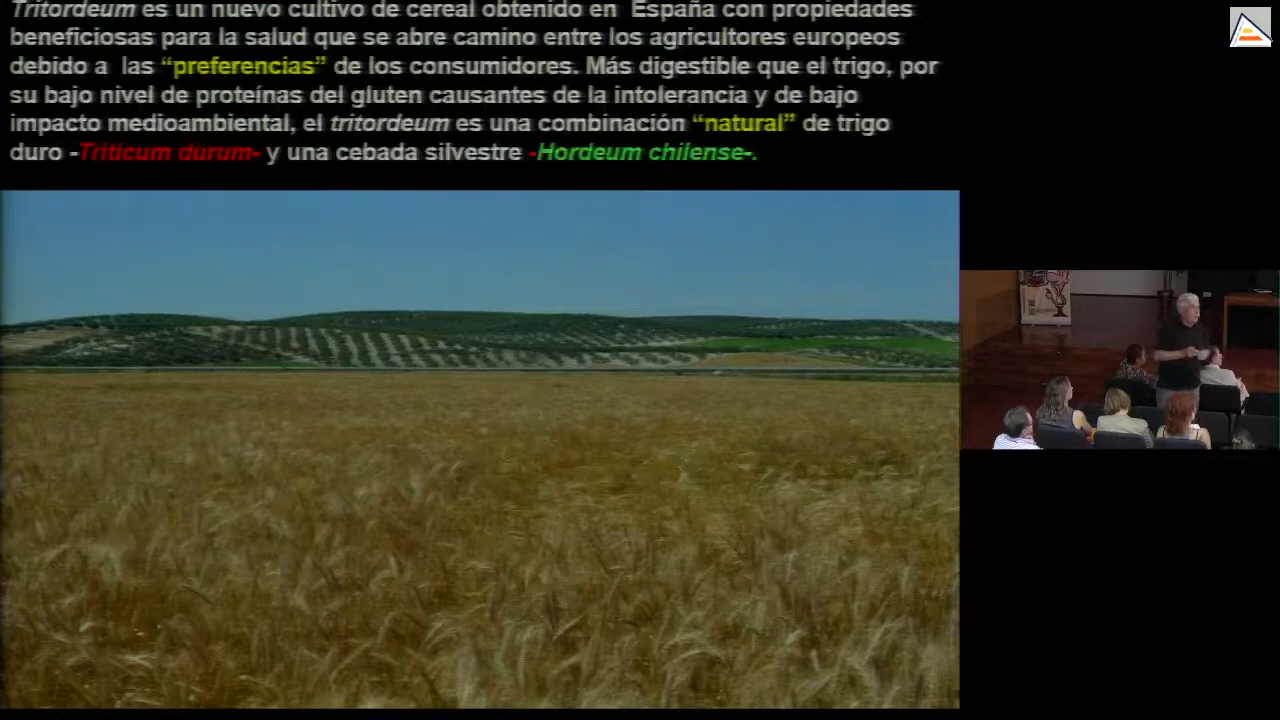 Tritordeum es un nuevo cultivo de cereal obtenido en España con propiedades
beneficiosas para la salud que se abre camino entre los agricultores europeos
debido a las “preferencias” de los consumidores. Más digestible que el trigo, por
su bajo nivel de proteínas del gluten causantes de la intolerancia y de bajo
impacto medioambiental, el tritordeum es una combinación “natural” de trigo
duro -Triticum durum- y una cebada silvestre -Hordeum chilense-.